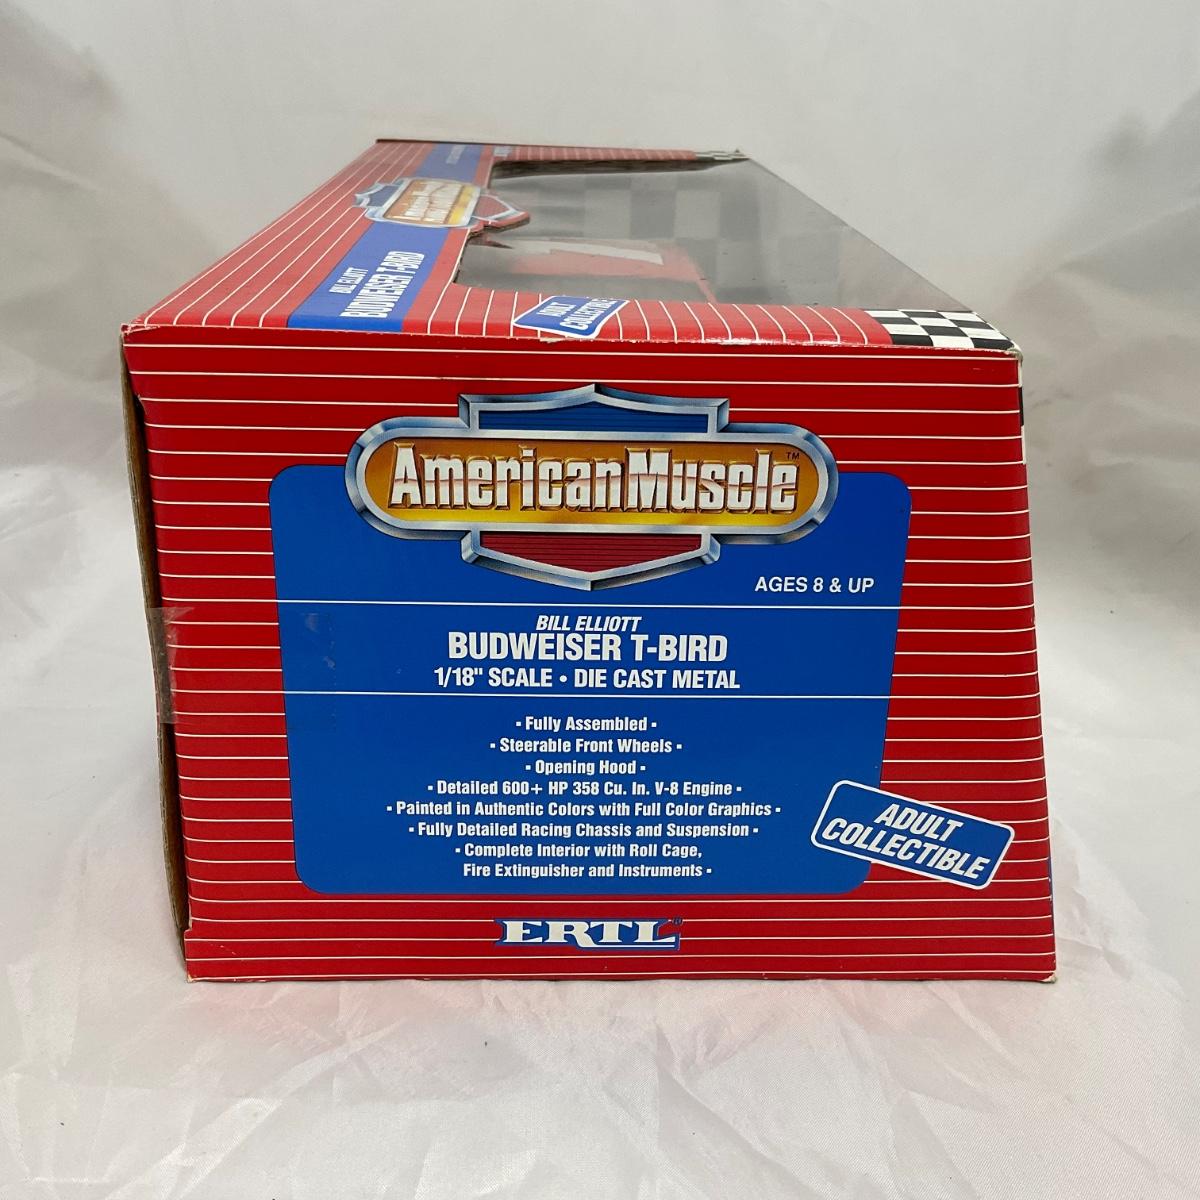 American Muscle
BILL ELLIOTT
BUDWEISER T-BIRD
ADULT
COLLECTIBLE
AmericanMuscle™
AGES 8 & UP
BILL ELLIOTT
BUDWEISER T-BIRD
1/18" SCALE • DIE CAST METAL
▪ Fully Assembled ▪
▪ Steerable Front Wheels ▪
▪ Opening Hood ▪
▪ Detailed 600+ HP 358 Cu. In. V-8 Engine ▪
▪ Painted in Authentic Colors with Full Color Graphics ▪
▪ Fully Detailed Racing Chassis and Suspension ▪
▪ Complete Interior with Roll Cage,
Fire Extinguisher and Instruments ▪
ADULT
COLLECTIBLE
ERTL®